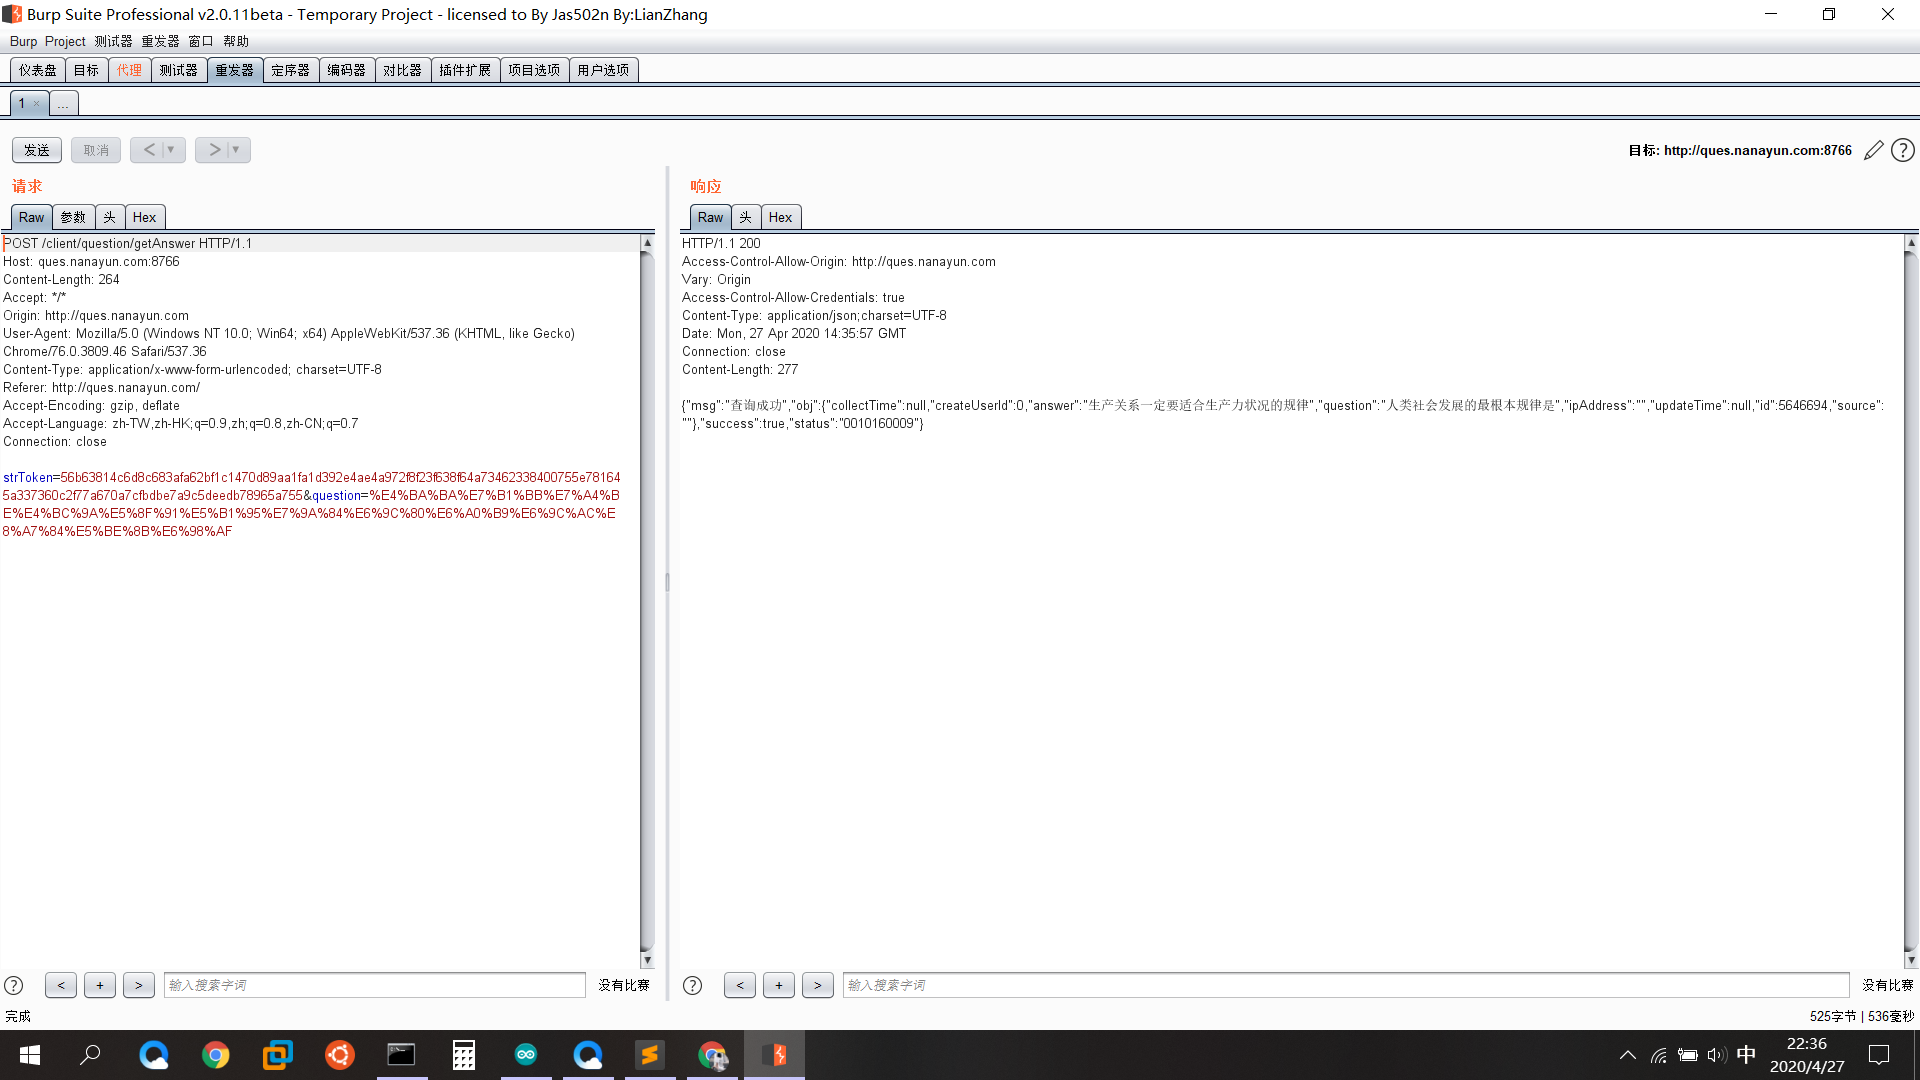 Burp Suite Professional v2.0.11beta - Temporary Project - licensed to By Jas502n By:LianZhang
Burp Project 测试器 重发器 窗口 帮助
仪表盘 目标 代理 测试器 重发器 定序器 编码器 对比器 插件扩展 项目选项 用户选项
1 × ...
发送 取消 < ▼ > ▼ 目标: http://ques.nanayun.com:8766 ?
请求
Raw 参数 头 Hex
POST /client/question/getAnswer HTTP/1.1
Host: ques.nanayun.com:8766
Content-Length: 264
Accept: */*
Origin: http://ques.nanayun.com
User-Agent: Mozilla/5.0 (Windows NT 10.0; Win64; x64) AppleWebKit/537.36 (KHTML, like Gecko)
Chrome/76.0.3809.46 Safari/537.36
Content-Type: application/x-www-form-urlencoded; charset=UTF-8
Referer: http://ques.nanayun.com/
Accept-Encoding: gzip, deflate
Accept-Language: zh-TW,zh-HK;q=0.9,zh;q=0.8,zh-CN;q=0.7
Connection: close
strToken=56b63814c6d8c683afa62bf1c1470d89aa1fa1d392e4ae4a972f8f23f638f64a73462338400755e781645
5a337360c2f77a670a7cfbdbe7a9c5deedb78965a755&question=%E4%BA%BA%E7%B1%BB%E7%A4%B
E%E4%BC%9A%E5%8F%91%E5%B1%95%E7%9A%84%E6%9C%80%E6%A0%B9%E6%9C%AC%E
8%A7%84%E5%BE%8B%E6%98%AF
? < + > 输入搜索字词 没有比赛
响应
Raw 头 Hex
HTTP/1.1 200
Access-Control-Allow-Origin: http://ques.nanayun.com
Vary: Origin
Access-Control-Allow-Credentials: true
Content-Type: application/json;charset=UTF-8
Date: Mon, 27 Apr 2020 14:35:57 GMT
Connection: close
Content-Length: 277
{"msg":"查询成功","obj":{"collectTime":null,"createUserId":0,"answer":"生产关系一定要适合生产力状况的规律","question":"人类社会发展的最根本规律是","ipAddress":"","updateTime":null,"id":5646694,"source":
""},"success":true,"status":"0010160009"}
? < + > 输入搜索字词 没有比赛
完成 525字节 | 536毫秒
中 22:36
2020/4/27